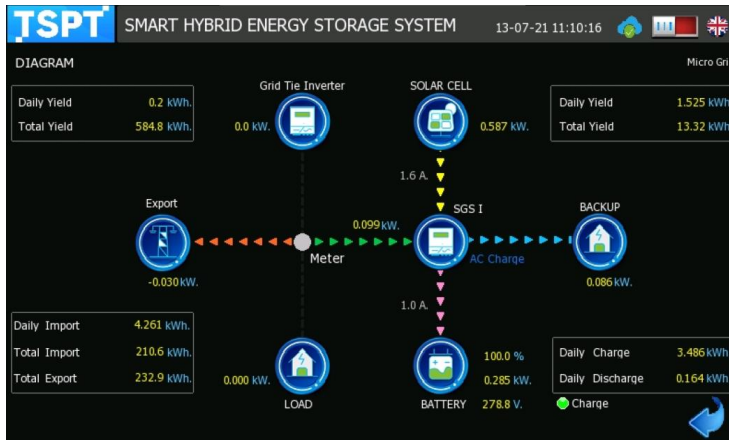 TSPT SMART HYBRID ENERGY STORAGE SYSTEM 13-07-21 11:10:16
DIAGRAM
Micro Gri
Daily Yield 0.2 kWh.
Total Yield 584.8 kWh.
Grid Tie Inverter
0.0 kW.
SOLAR CELL
0.587 kW.
Daily Yield 1.525 kWh
Total Yield 13.32 kWh
1.6 A.
Export
-0.030 kW.
0.099 kW.
Meter
SGS I
AC Charge
BACKUP
0.086 kW.
1.0 A.
Daily Import 4.261 kWh.
Total Import 210.6 kWh.
Total Export 232.9 kWh.
0.000 kW.
LOAD
100.0 %
0.285 kW.
BATTERY 278.8 V.
Daily Charge 3.486 kWh
Daily Discharge 0.164 kWh
Charge